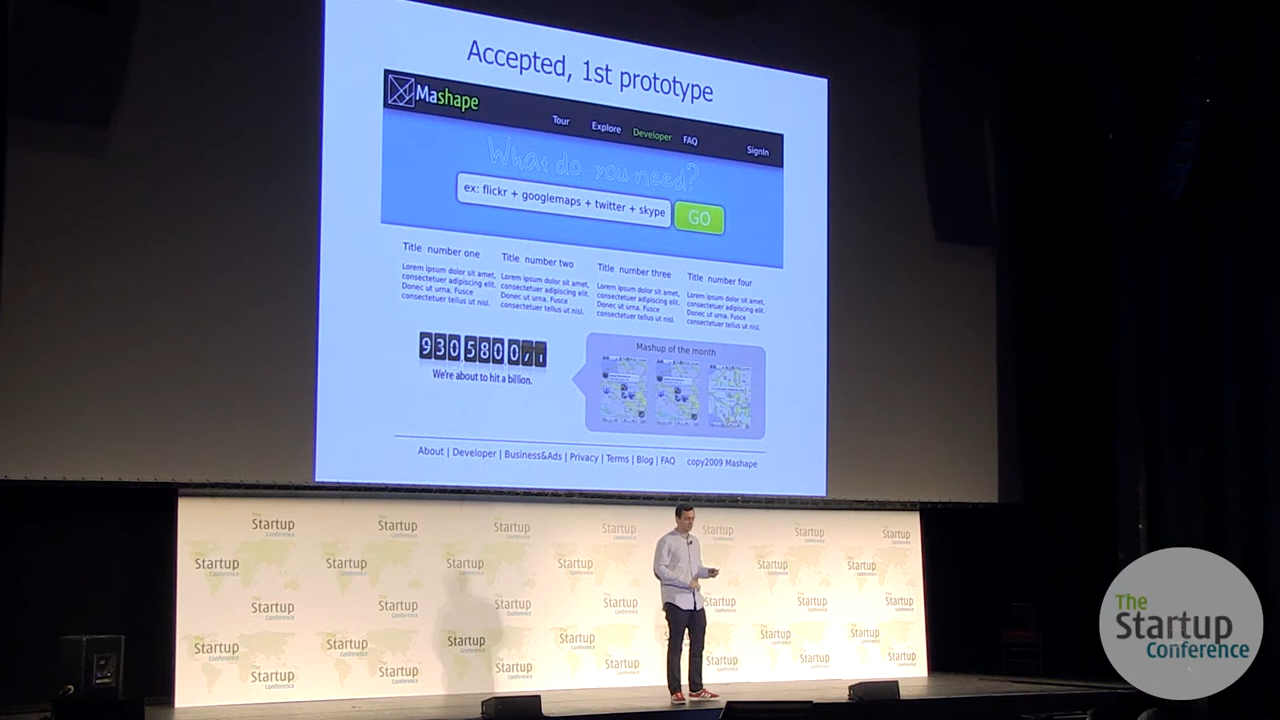 Accepted, 1st prototype
Mashape
Tour Explore Developer FAQ SignIn
What do you need?
ex: flickr + googlemaps + twitter + skype
GO
Title number one
Lorem ipsum dolor sit amet,
consectetuer adipiscing elit.
Donec ut urna. Fusce
consectetuer tellus ut nisl.
Title number two
Lorem ipsum dolor sit amet,
consectetuer adipiscing elit.
Donec ut urna. Fusce
consectetuer tellus ut nisl.
Title number three
Lorem ipsum dolor sit amet,
consectetuer adipiscing elit.
Donec ut urna. Fusce
consectetuer tellus ut nisl.
Title number four
Lorem ipsum dolor sit amet,
consectetuer adipiscing elit.
Donec ut urna. Fusce
consectetuer tellus ut nisl.
930 580 0
We're about to hit a billion.
Mashup of the month
About | Developer | Business&Ads | Privacy | Terms | Blog | FAQ copy2009 Mashape
The Startup Conference
The
Startup
Conference